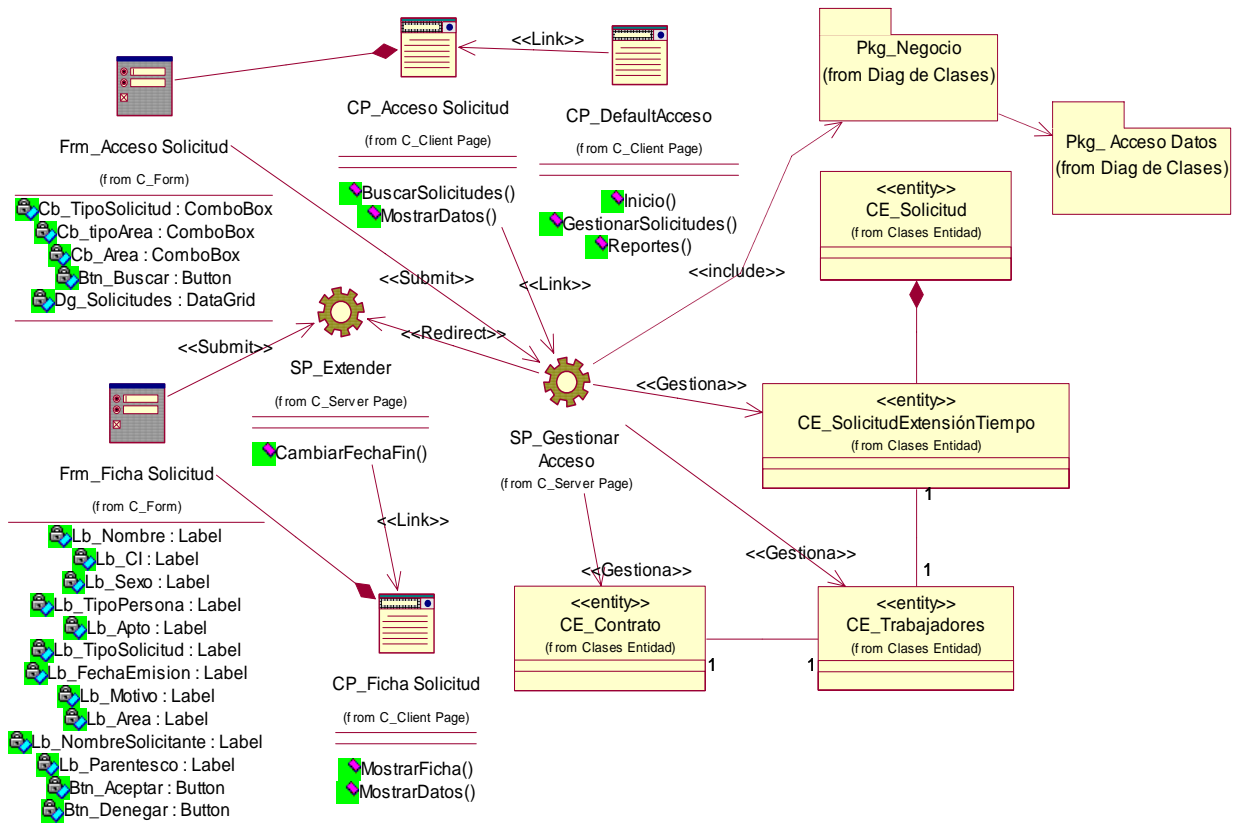 <<Link>>
Pkg_Negocio
(from Diag de Clases)
CP_Acceso Solicitud
(from C_Client Page)
BuscarSolicitudes()
MostrarDatos()
CP_DefaultAcceso
(from C_Client Page)
Inicio()
GestionarSolicitudes()
Reportes()
Pkg_ Acceso Datos
(from Diag de Clases)
Frm_Acceso Solicitud
(from C_Form)
Cb_TipoSolicitud : ComboBox
Cb_tipoArea : ComboBox
Cb_Area : ComboBox
Btn_Buscar : Button
Dg_Solicitudes : DataGrid
<<entity>>
CE_Solicitud
(from Clases Entidad)
<<Submit>>
<<Link>>
<<include>>
<<Submit>>
<<Redirect>>
SP_Extender
(from C_Server Page)
CambiarFechaFin()
<<Gestiona>>
<<entity>>
CE_SolicitudExtensiónTiempo
(from Clases Entidad)
SP_Gestionar
Acceso
(from C_Server Page)
Frm_Ficha Solicitud
(from C_Form)
Lb_Nombre : Label
Lb_CI : Label
Lb_Sexo : Label
Lb_TipoPersona : Label
Lb_Apto : Label
Lb_TipoSolicitud : Label
Lb_FechaEmision : Label
Lb_Motivo : Label
Lb_Area : Label
Lb_NombreSolicitante : Label
Lb_Parentesco : Label
Btn_Aceptar : Button
Btn_Denegar : Button
<<Link>>
1
<<Gestiona>>
<<Gestiona>>
1
<<entity>>
CE_Contrato
(from Clases Entidad)
1
1
<<entity>>
CE_Trabajadores
(from Clases Entidad)
CP_Ficha Solicitud
(from C_Client Page)
MostrarFicha()
MostrarDatos()